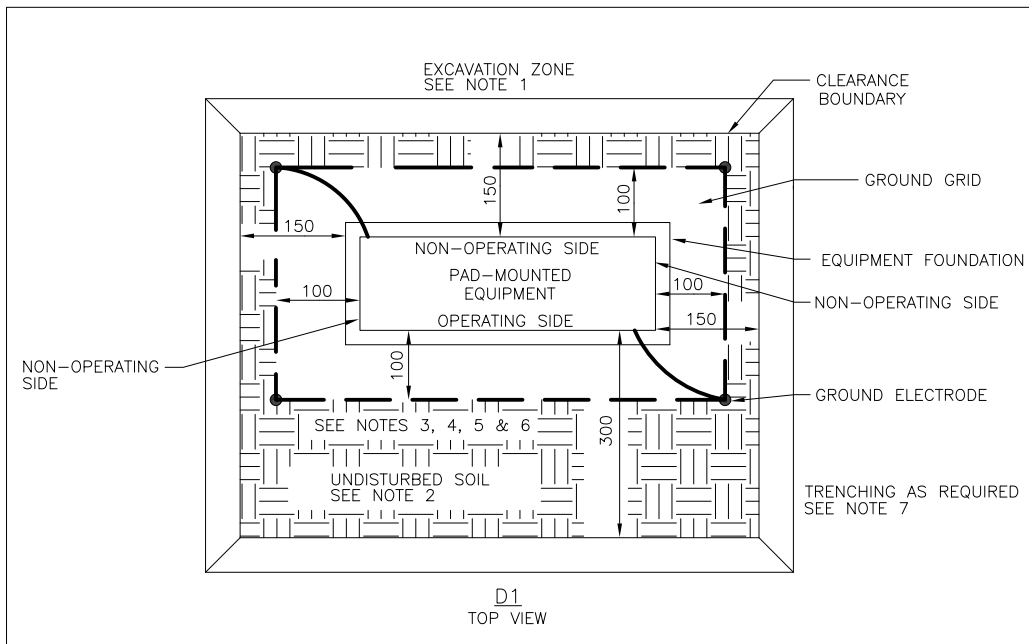 EXCAVATION ZONE
SEE NOTE 1
CLEARANCE
BOUNDARY
GROUND GRID
150
100
150
NON-OPERATING SIDE
EQUIPMENT FOUNDATION
PAD-MOUNTED
EQUIPMENT
100
100
NON-OPERATING SIDE
OPERATING SIDE
150
NON-OPERATING
SIDE
100
GROUND ELECTRODE
SEE NOTES 3, 4, 5 & 6
300
UNDISTURBED SOIL
SEE NOTE 2
TRENCHING AS REQUIRED
SEE NOTE 7
D1
TOP VIEW